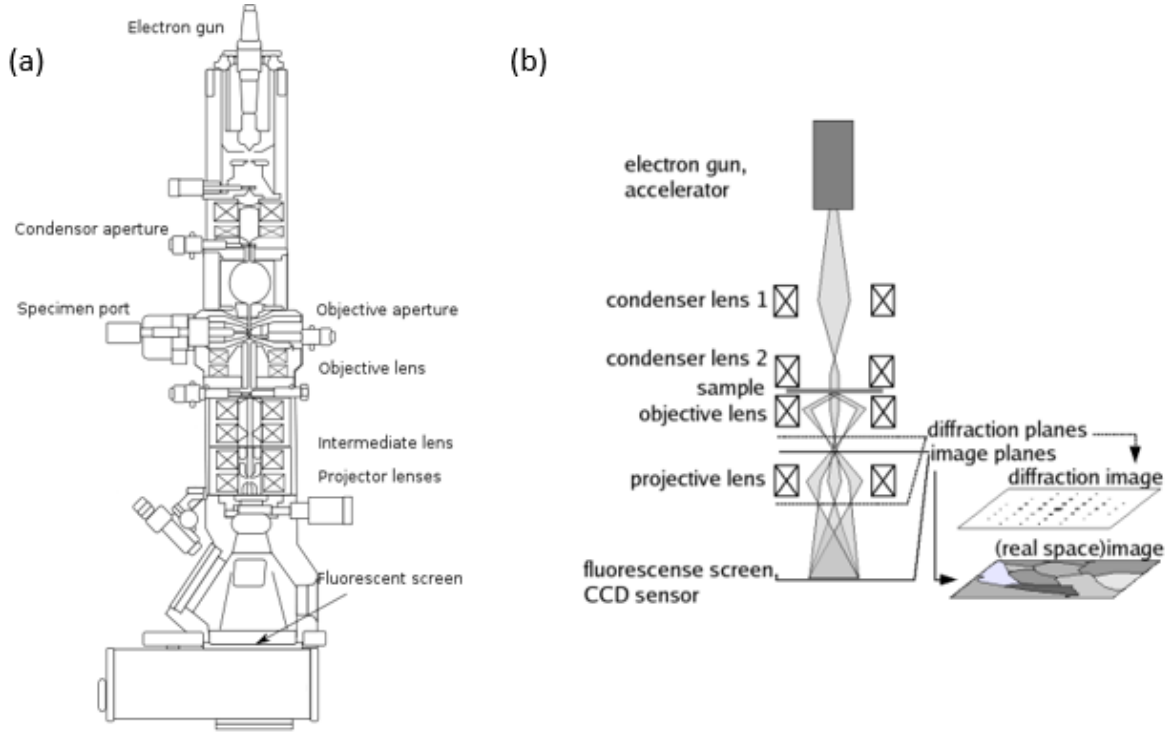 (a)
Electron gun
Condensor aperture
Specimen port
Objective aperture
Objective lens
Intermediate lens
Projector lenses
Fluorescent screen
(b)
electron gun,
accelerator
condenser lens 1
condenser lens 2
sample
objective lens
diffraction planes
image planes
projective lens
diffraction image
(real space)image
fluorescense screen,
CCD sensor